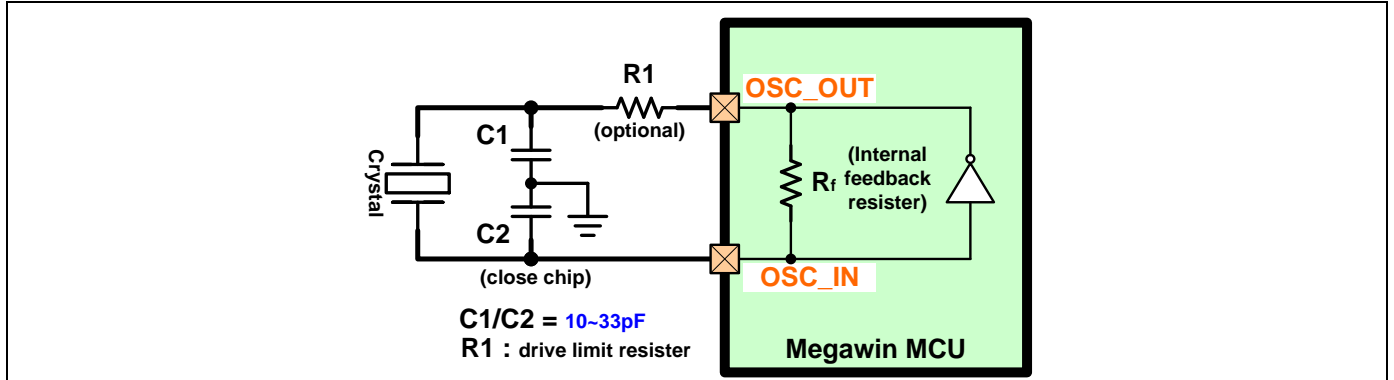 R1
(optional)
OSC_OUT
C1
Crystal
(Internal
Rf feedback
resister)
C2
(close chip)
OSC_IN
C1/C2 = 10~33pF
R1 : drive limit resister
Megawin MCU